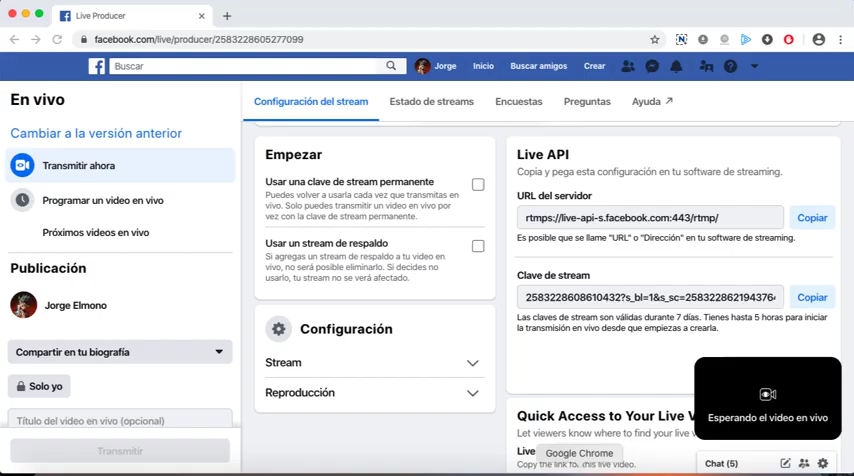 Live Producer
facebook.com/live/producer/2583228605277099
Buscar
Jorge
Inicio
Buscar amigos
Crear
En vivo
Cambiar a la versión anterior
Transmitir ahora
Programar un video en vivo
Próximos videos en vivo
Publicación
Jorge Elmono
Compartir en tu biografía
Solo yo
Título del video en vivo (opcional)
Transmitir
Configuración del stream
Estado de streams
Encuestas
Preguntas
Ayuda
Empezar
Usar una clave de stream permanente
Puedes volver a usarla cada vez que transmitas en
vivo. Solo puedes transmitir un video en vivo por
vez con la clave de stream permanente.
Usar un stream de respaldo
Si agregas un stream de respaldo a tu video en
vivo, no será posible eliminarlo. Si decides no
usarlo, tu stream no se verá afectado.
Configuración
Stream
Reproducción
Live API
Copia y pega esta configuración en tu software de streaming.
URL del servidor
rtmps://live-api-s.facebook.com:443/rtmp/
Copiar
Es posible que se llame "URL" o "Dirección" en tu software de streaming.
Clave de stream
2583228608610432?s_bl=1&s_sc=258322862194376
Copiar
Las claves de stream son válidas durante 7 días. Tienes hasta 5 horas para iniciar
la transmisión en vivo desde que empiezas a crearla.
Esperando el video en vivo
Quick Access to Your Live V
Let viewers know where to find your live v
Live
Google Chrome
Copy the link for this live video.
Chat (5)